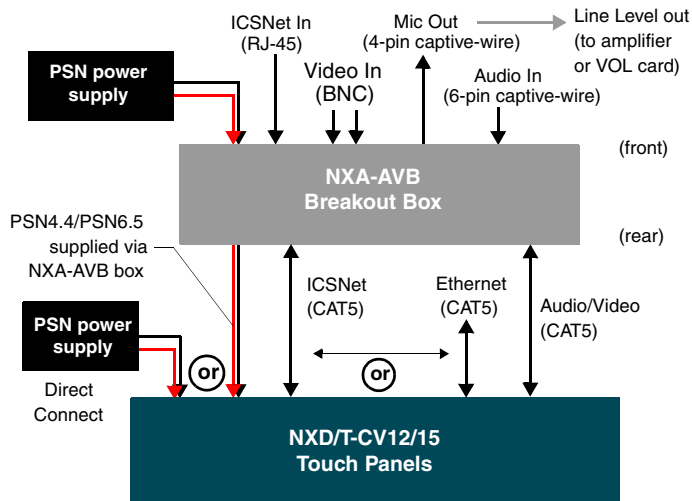 ICSNet In
(RJ-45)
Mic Out
(4-pin captive-wire)
Line Level out
(to amplifier
or VOL card)
PSN power
supply
Video In
(BNC)
Audio In
(6-pin captive-wire)
(front)
NXA-AVB
Breakout Box
(rear)
PSN4.4/PSN6.5
supplied via
NXA-AVB box
ICSNet
(CAT5)
Ethernet
(CAT5)
Audio/Video
(CAT5)
PSN power
supply
or
or
Direct
Connect
NXD/T-CV12/15
Touch Panels